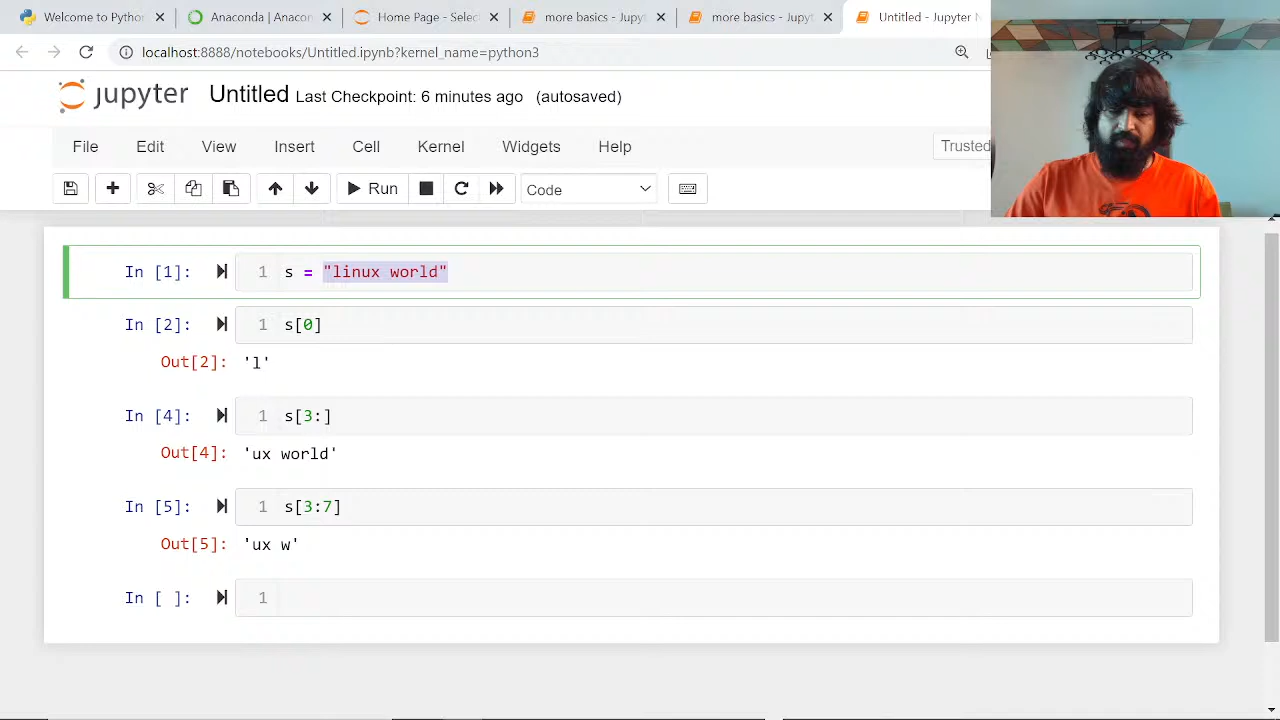 Welcome to Python
Anaconda | Access
Home Page - Select o
more basics - Jupyt
more basics - Jupyt
Untitled - Jupyter N
localhost:8888/notebooks/Untitled.ipynb?kernel_name=python3
jupyter Untitled Last Checkpoint: 6 minutes ago (autosaved)
File Edit View Insert Cell Kernel Widgets Help Trusted
Run Code
In [1]: 1 s = "linux world"
In [2]: 1 s[0]
Out[2]: 'l'
In [4]: 1 s[3:]
Out[4]: 'ux world'
In [5]: 1 s[3:7]
Out[5]: 'ux w'
In [ ]: 1